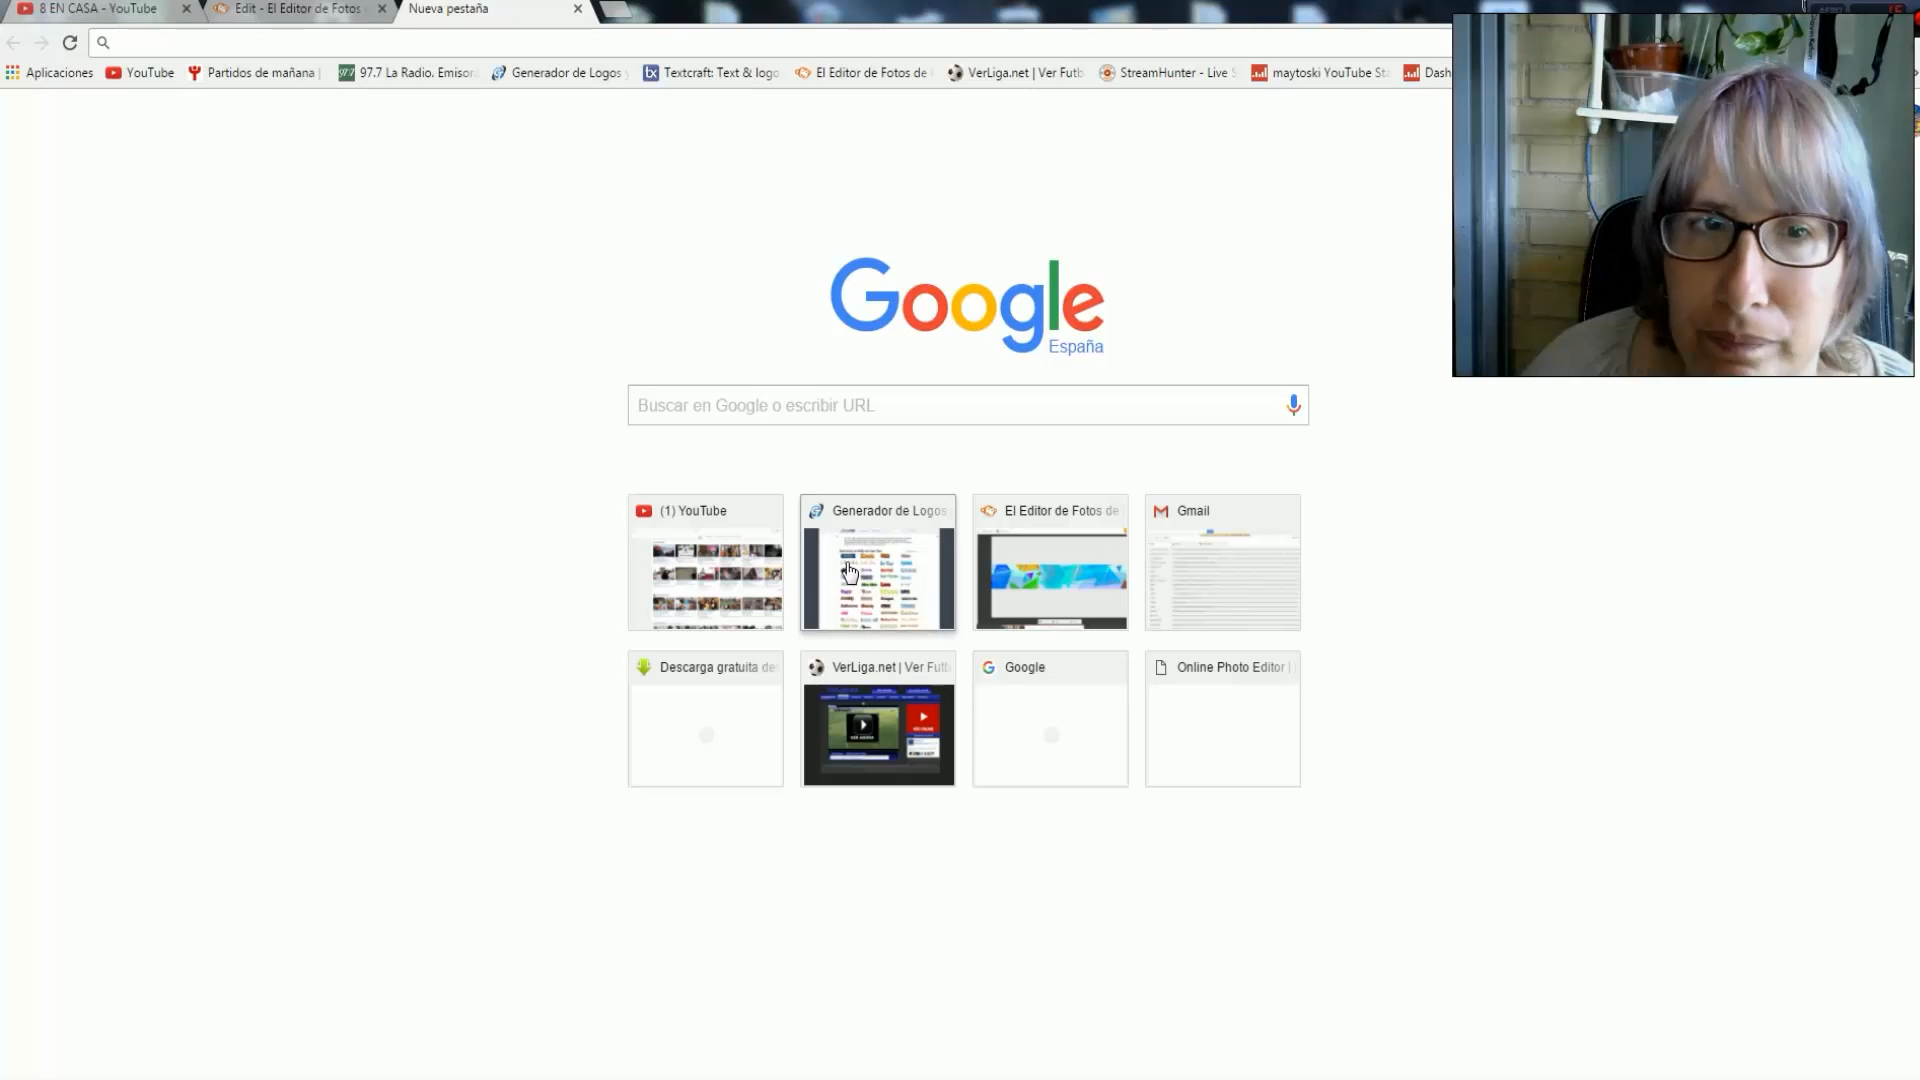 8 EN CASA - YouTube
Edit - El Editor de Fotos
Nueva pestaña
Aplicaciones
YouTube
Partidos de mañana |
97.7 La Radio. Emisor
Generador de Logos
Textcraft: Text & logo
El Editor de Fotos de
VerLiga.net | Ver Futb
StreamHunter - Live S
maytoski YouTube Sta
Dash
Google
España
Buscar en Google o escribir URL
(1) YouTube
Generador de Logos
El Editor de Fotos de
Gmail
Descarga gratuita de
VerLiga.net | Ver Fut
Google
Online Photo Editor |